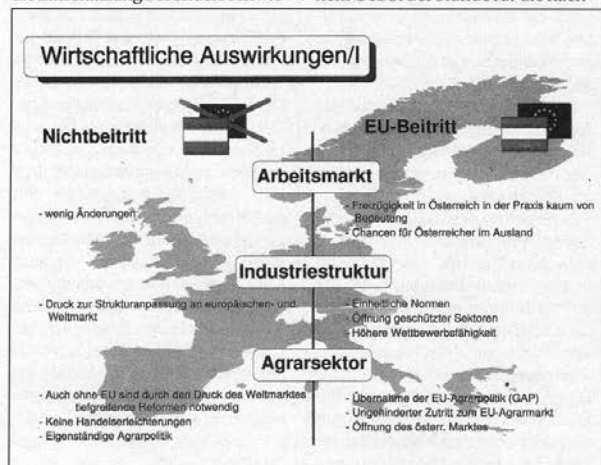 Wirtschaftliche Auswirkungen/I
Nichtbeitritt
EU-Beitritt
Arbeitsmarkt
- wenig Änderungen
- Freizügigkeit in Österreich in der Praxis kaum von
Bedeutung
- Chancen für Österreicher im Ausland
Industriestruktur
- Druck zur Strukturanpassung an europäischen- und
Weltmarkt
- Einheitliche Normen
- Öffnung geschützter Sektoren
- Höhere Wettbewerbsfähigkeit
Agrarsektor
- Auch ohne EU sind durch den Druck des Weltmarktes
tiefgreifende Reformen notwendig
- Keine Handelserleichterungen
- Eigenständige Agrarpolitik
- Übernahme der EU-Agrarpolitik (GAP)
- Ungehinderter Zutritt zum EU-Agrarmarkt
- Öffnung des österr. Marktes